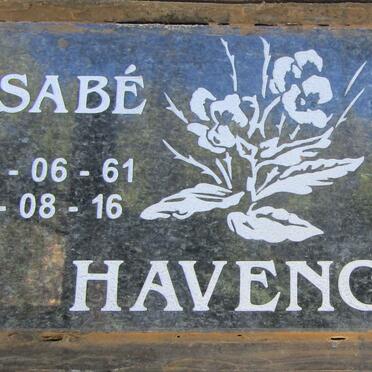 SABÉ
- 06 - 61
- 08 - 16
HAVENG